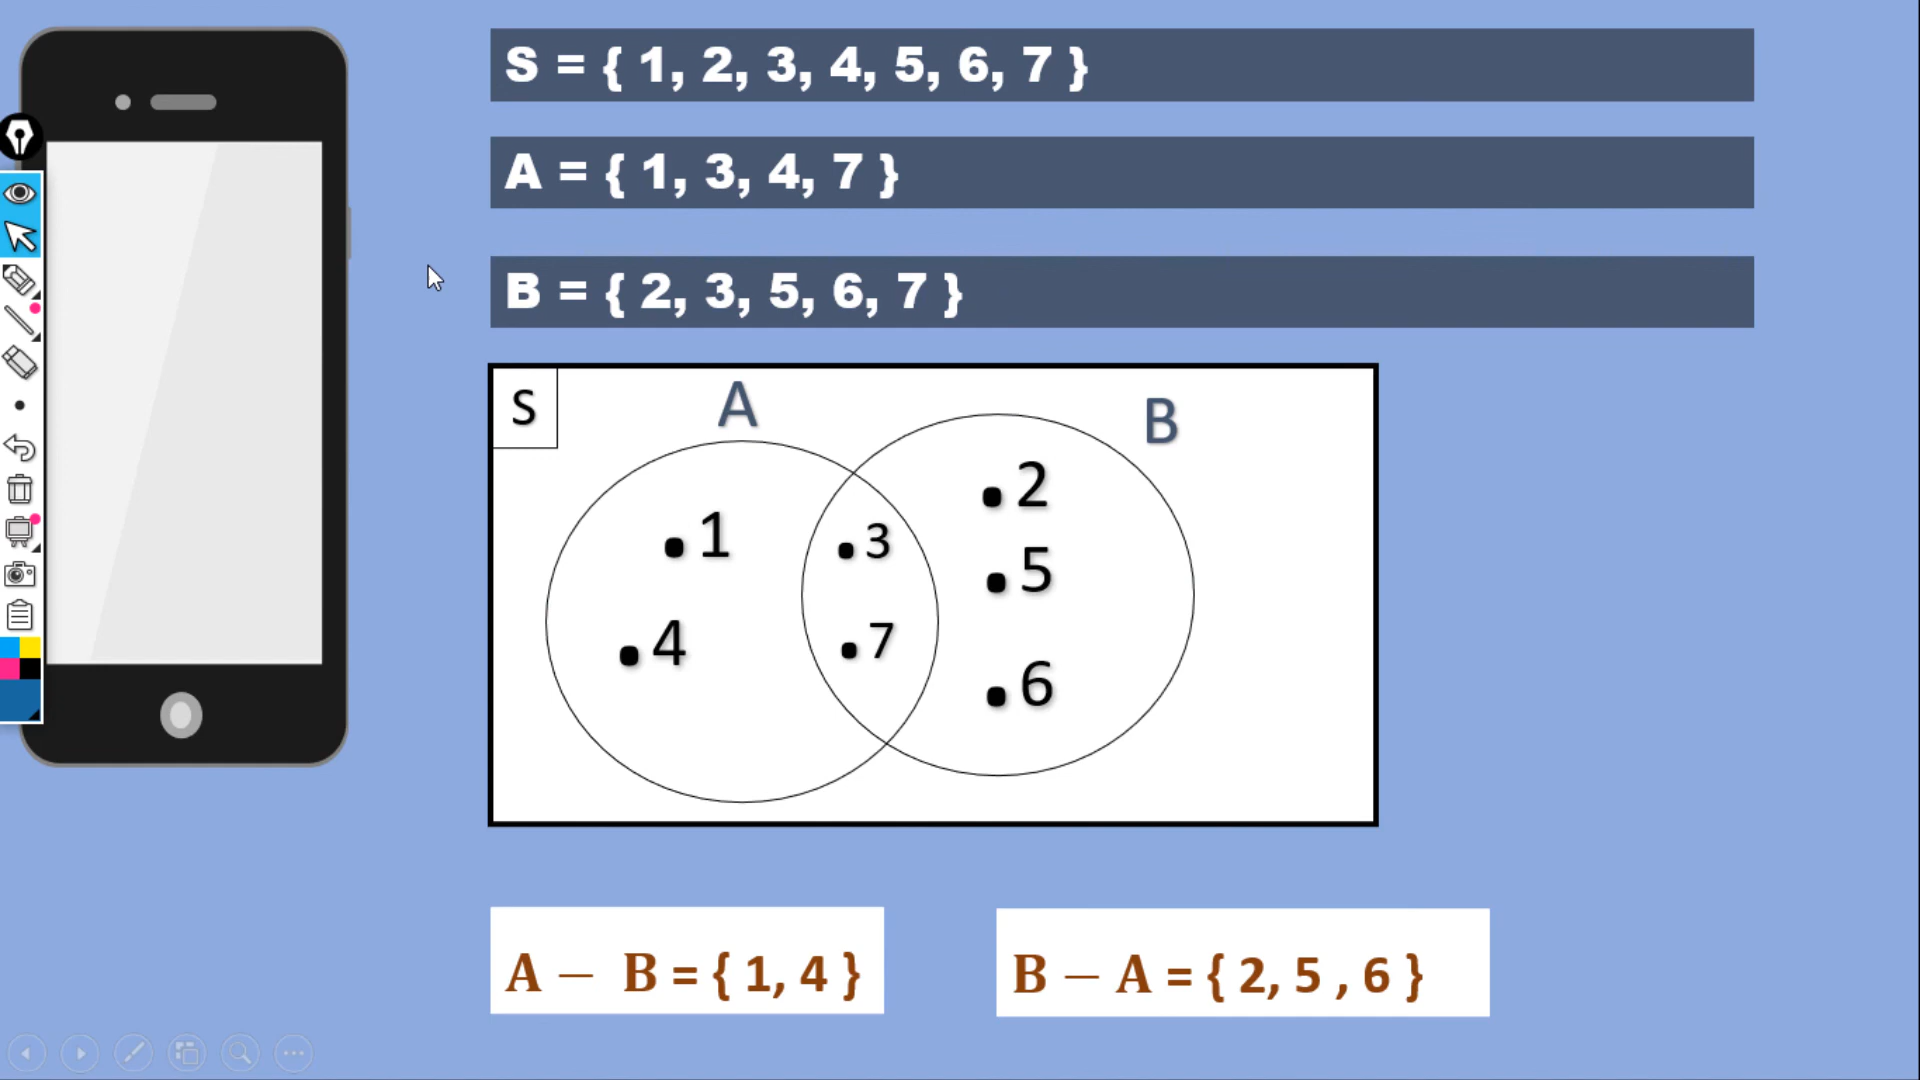 S = { 1, 2, 3, 4, 5, 6, 7 }
A = { 1, 3, 4, 7 }
B = { 2, 3, 5, 6, 7 }
S
A
B
2
1
3
5
4
7
6
A − B = { 1, 4 }
B − A = { 2, 5 , 6 }